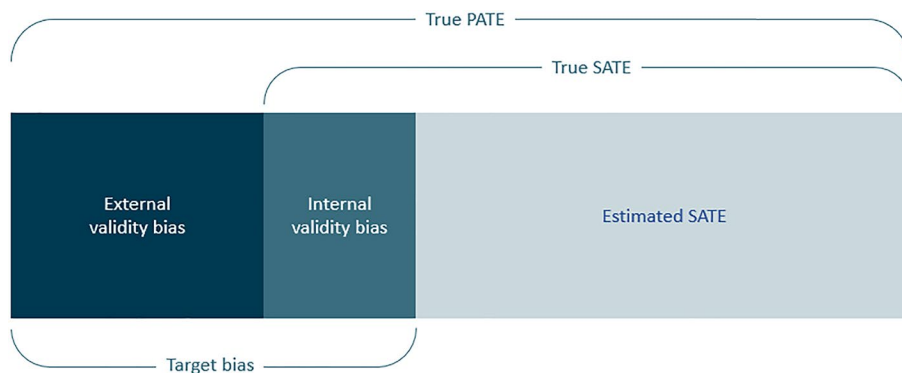 True PATE
True SATE
External
validity bias
Internal
validity bias
Estimated SATE
Target bias